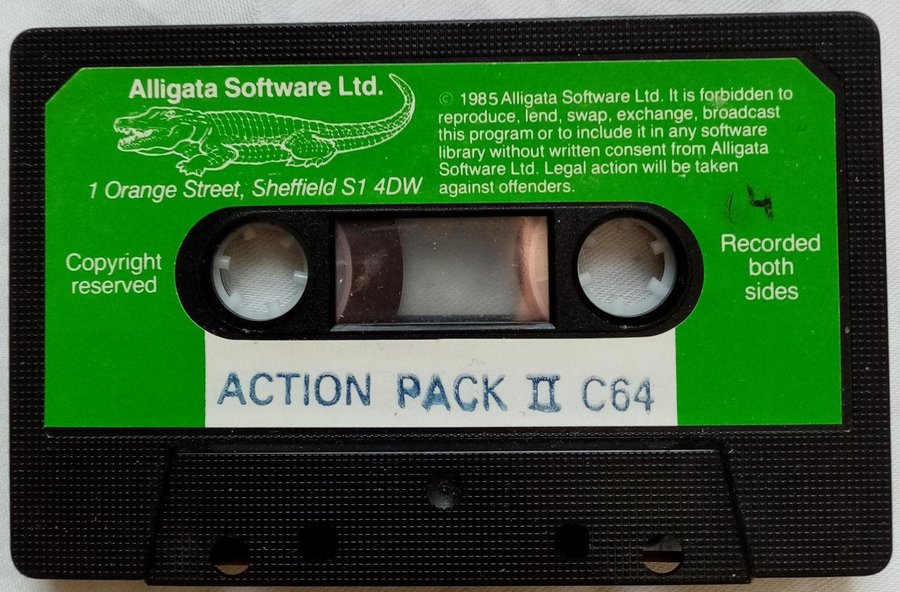 Alligata Software Ltd.
1 Orange Street, Sheffield S1 4DW
© 1985 Alligata Software Ltd. It is forbidden to
reproduce, lend, swap, exchange, broadcast
this program or to include it in any software
library without written consent from Alligata
Software Ltd. Legal action will be taken
against offenders.
Copyright
reserved
Recorded
both
sides
ACTION PACK II C64